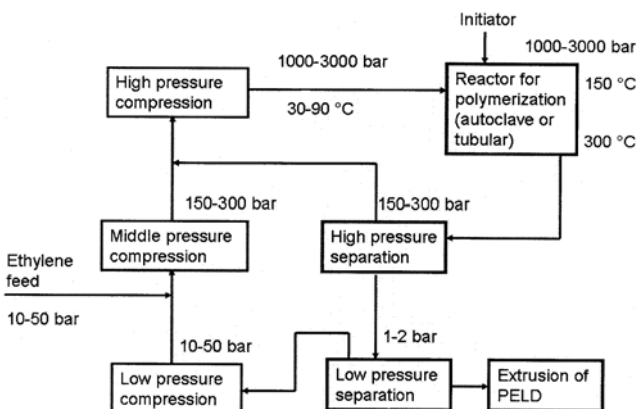 Initiator
1000-3000 bar
1000-3000 bar
High pressure
compression
30-90 °C
Reactor for
polymerization
(autoclave or
tubular)
150 °C
300 °C
150-300 bar
150-300 bar
Middle pressure
compression
High pressure
separation
Ethylene
feed
10-50 bar
10-50 bar
1-2 bar
Low pressure
compression
Low pressure
separation
Extrusion of
PELD